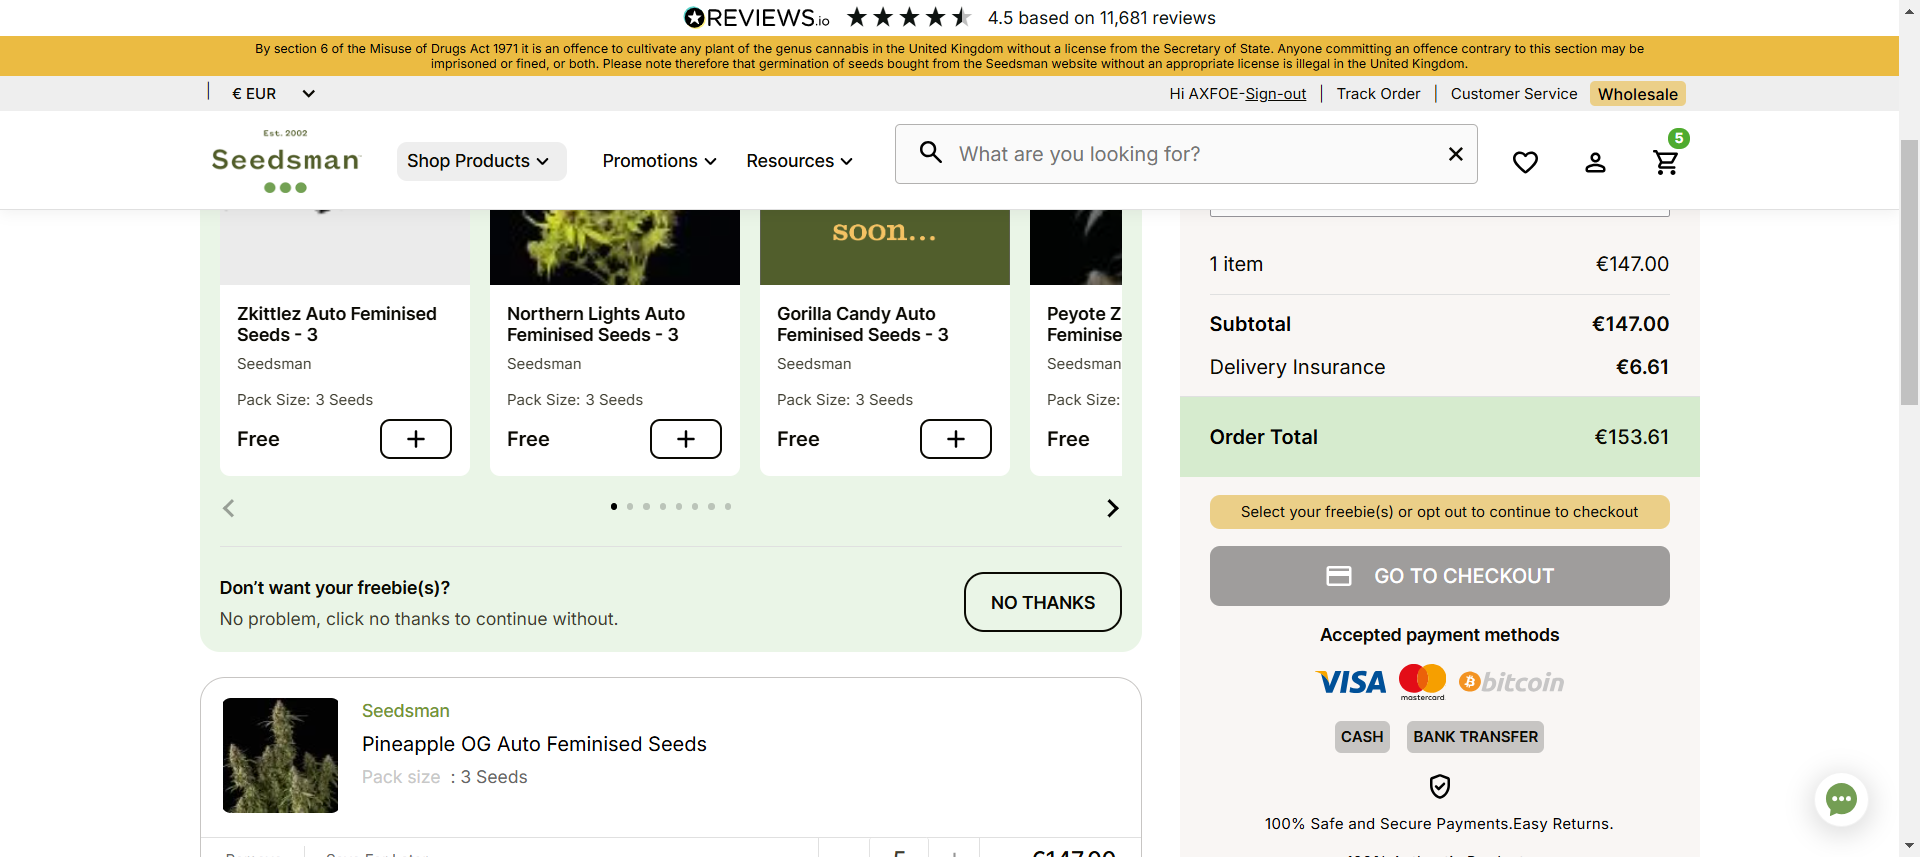 REVIEWS.io 4.5 based on 11,681 reviews
By section 6 of the Misuse of Drugs Act 1971 it is an offence to cultivate any plant of the genus cannabis in the United Kingdom without a license from the Secretary of State. Anyone committing an offence contrary to this section may be
imprisoned or fined, or both. Please note therefore that germination of seeds bought from the Seedsman website without an appropriate license is illegal in the United Kingdom.
€ EUR
Hi AXFOE-Sign-out | Track Order | Customer Service Wholesale
Est. 2002
Seedsman
Shop Products
Promotions
Resources
What are you looking for?
5
soon...
Zkittlez Auto Feminised
Seeds - 3
Seedsman
Pack Size: 3 Seeds
Free
+
Northern Lights Auto
Feminised Seeds - 3
Seedsman
Pack Size: 3 Seeds
Free
+
Gorilla Candy Auto
Feminised Seeds - 3
Seedsman
Pack Size: 3 Seeds
Free
+
Peyote Z
Feminise
Seedsman
Pack Size:
Free
Don't want your freebie(s)?
No problem, click no thanks to continue without.
NO THANKS
Seedsman
Pineapple OG Auto Feminised Seeds
Pack size : 3 Seeds
5
€147.00
1 item €147.00
Subtotal €147.00
Delivery Insurance €6.61
Order Total €153.61
Select your freebie(s) or opt out to continue to checkout
GO TO CHECKOUT
Accepted payment methods
VISA mastercard bitcoin
CASH BANK TRANSFER
100% Safe and Secure Payments.Easy Returns.